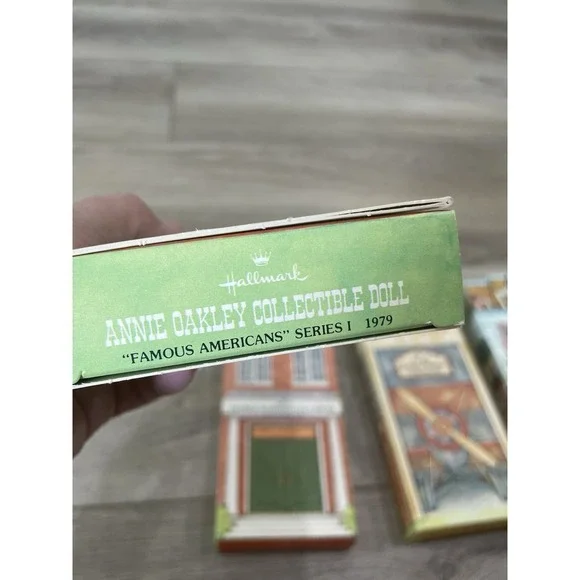 Hallmark
ANNIE OAKLEY COLLECTIBLE DOLL
"FAMOUS AMERICANS" SERIES I 1979